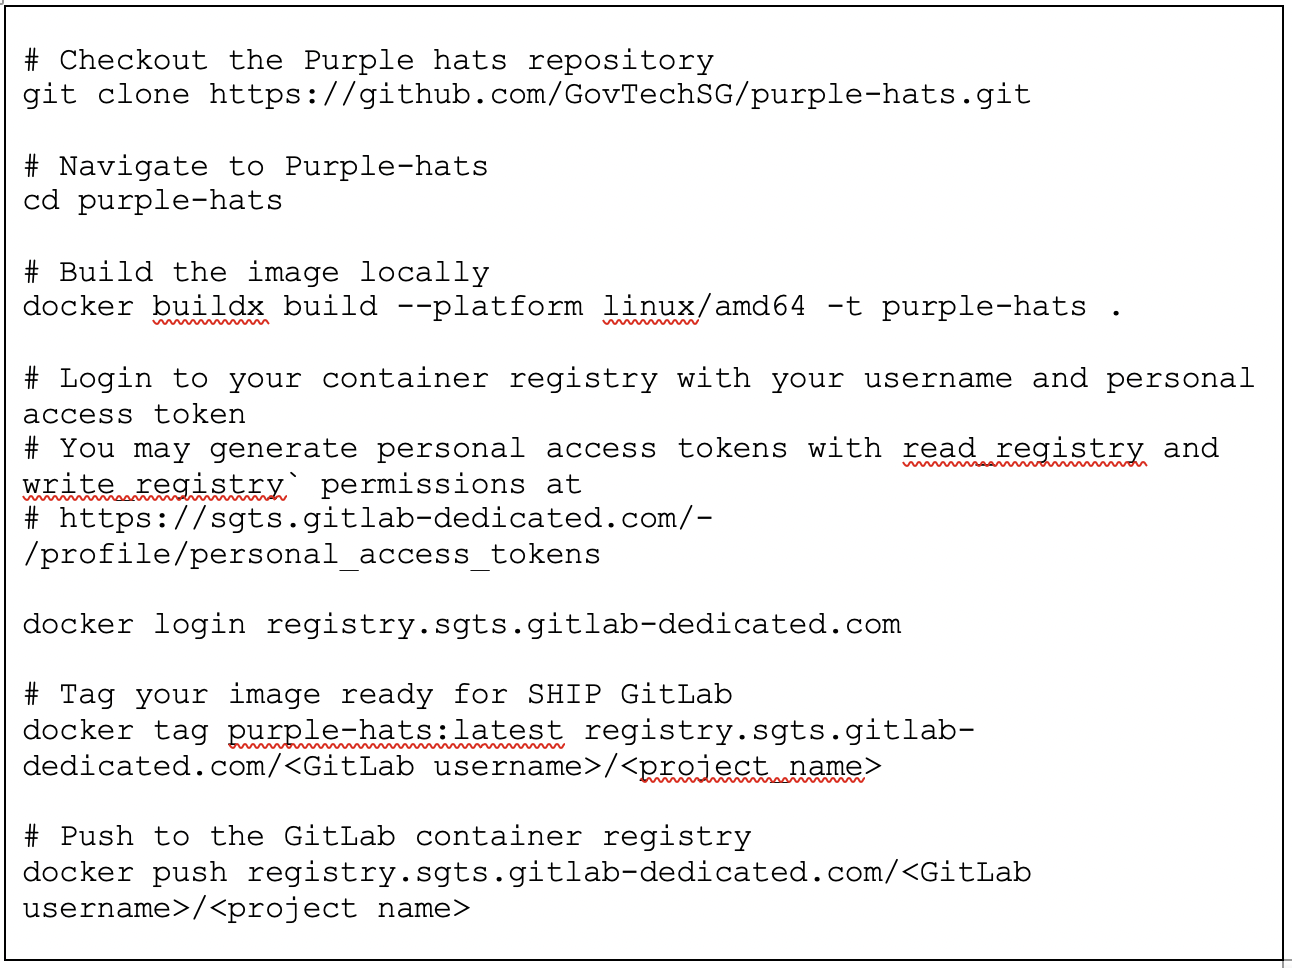 # Checkout the Purple hats repository
git clone https://github.com/GovTechSG/purple-hats.git
# Navigate to Purple-hats
cd purple-hats
# Build the image locally
docker buildx build --platform linux/amd64 -t purple-hats .
# Login to your container registry with your username and personal
access token
# You may generate personal access tokens with read_registry and
write_registry` permissions at
# https://sgts.gitlab-dedicated.com/-
/profile/personal_access_tokens
docker login registry.sgts.gitlab-dedicated.com
# Tag your image ready for SHIP GitLab
docker tag purple-hats:latest registry.sgts.gitlab-
dedicated.com/<GitLab username>/<project_name>
# Push to the GitLab container registry
docker push registry.sgts.gitlab-dedicated.com/<GitLab
username>/<project name>